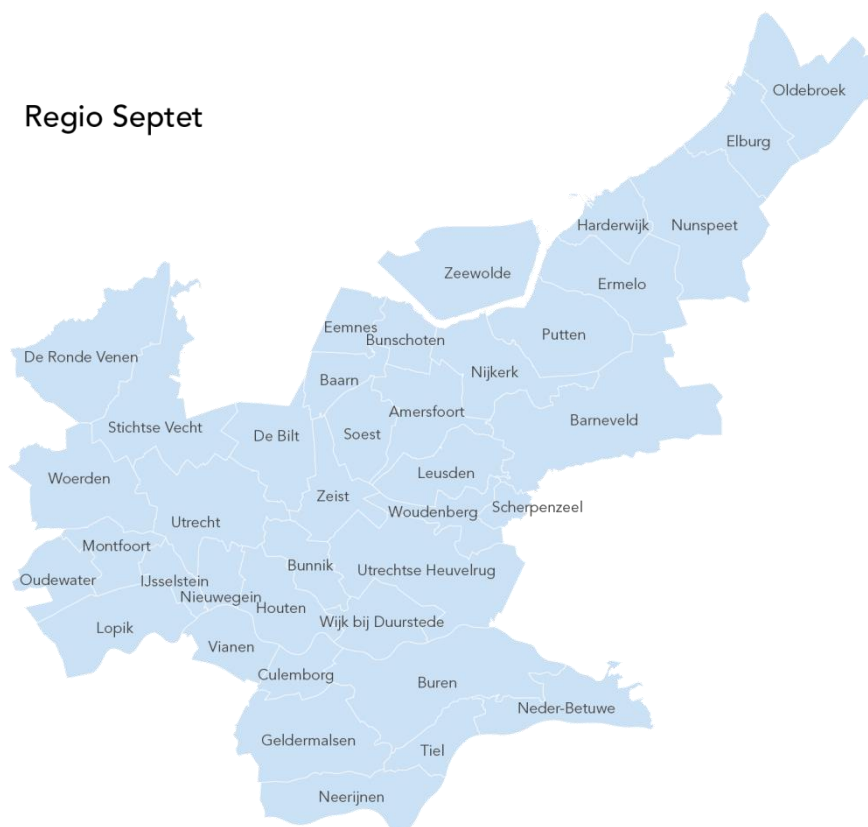 Oldebroek
Regio Septet
Elburg
Harderwijk
Nunspeet
Zeewolde
Ermelo
Eemnes
Bunschoten
Putten
De Ronde Venen
Nijkerk
Baarn
Amersfoort
Barneveld
Stichtse Vecht
De Bilt
Soest
Leusden
Woerden
Zeist
Woudenberg
Scherpenzeel
Utrecht
Montfoort
Bunnik
Utrechtse Heuvelrug
Oudewater
IJsselstein
Nieuwegein
Houten
Lopik
Wijk bij Duurstede
Vianen
Culemborg
Buren
Neder-Betuwe
Geldermalsen
Tiel
Neerijnen